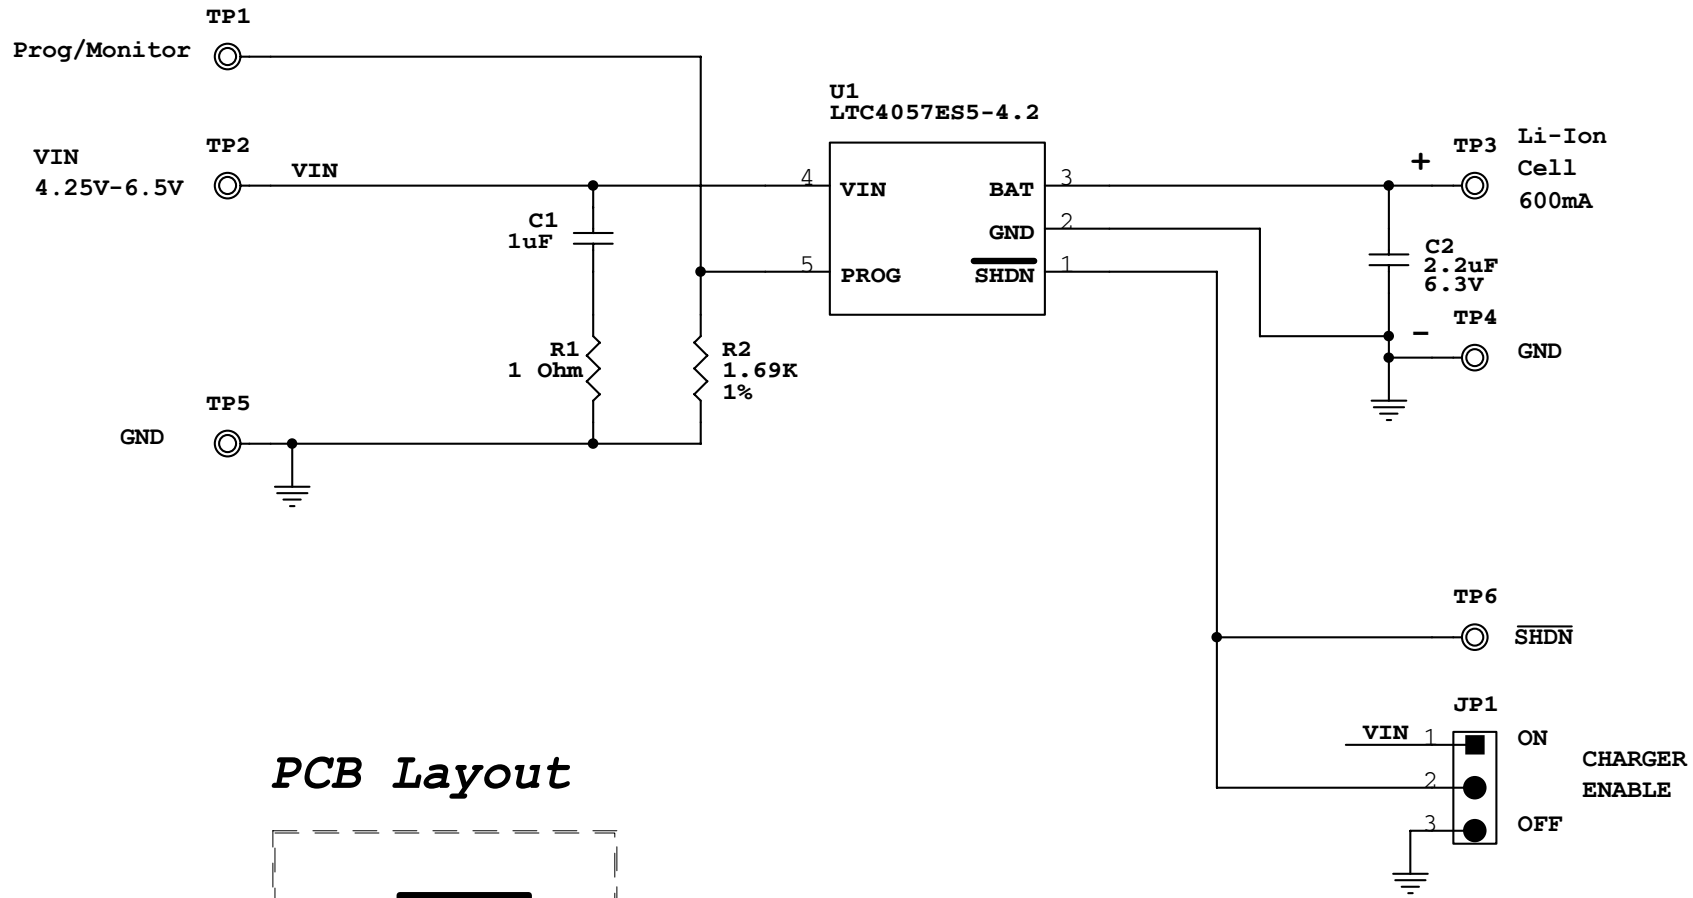 TP1
Prog/Monitor
U1
LTC4057ES5-4.2
VIN
4.25V-6.5V
TP2
VIN
4
VIN
BAT
3
+
TP3
Li-Ion
Cell
600mA
C1
1uF
GND
2
5
PROG
SHDN
1
C2
2.2uF
6.3V
-
TP4
GND
R1
1 Ohm
R2
1.69K
1%
TP5
GND
TP6
SHDN
JP1
VIN
1
ON
CHARGER
ENABLE
2
3
OFF
PCB Layout